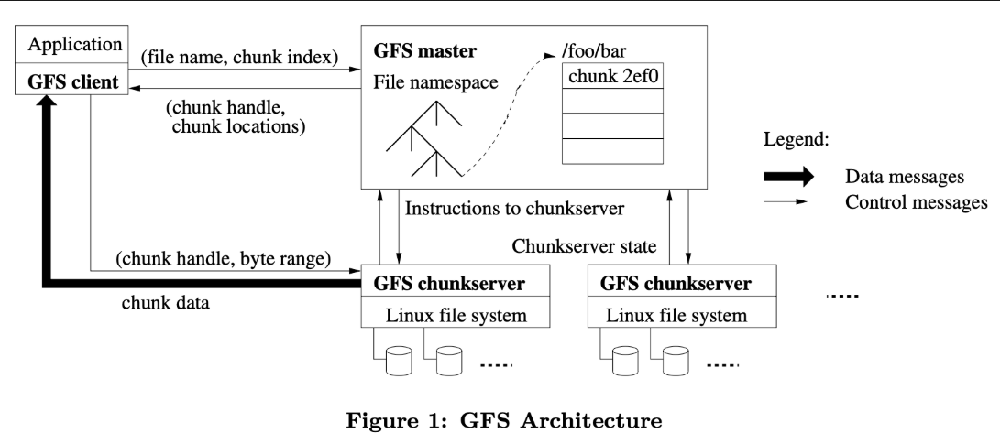 Application
GFS client
(file name, chunk index)
(chunk handle,
chunk locations)
GFS master
File namespace
/foo/bar
chunk 2ef0
Legend:
Data messages
Control messages
Instructions to chunkserver
Chunkserver state
(chunk handle, byte range)
chunk data
GFS chunkserver
Linux file system
GFS chunkserver
Linux file system
Figure 1: GFS Architecture